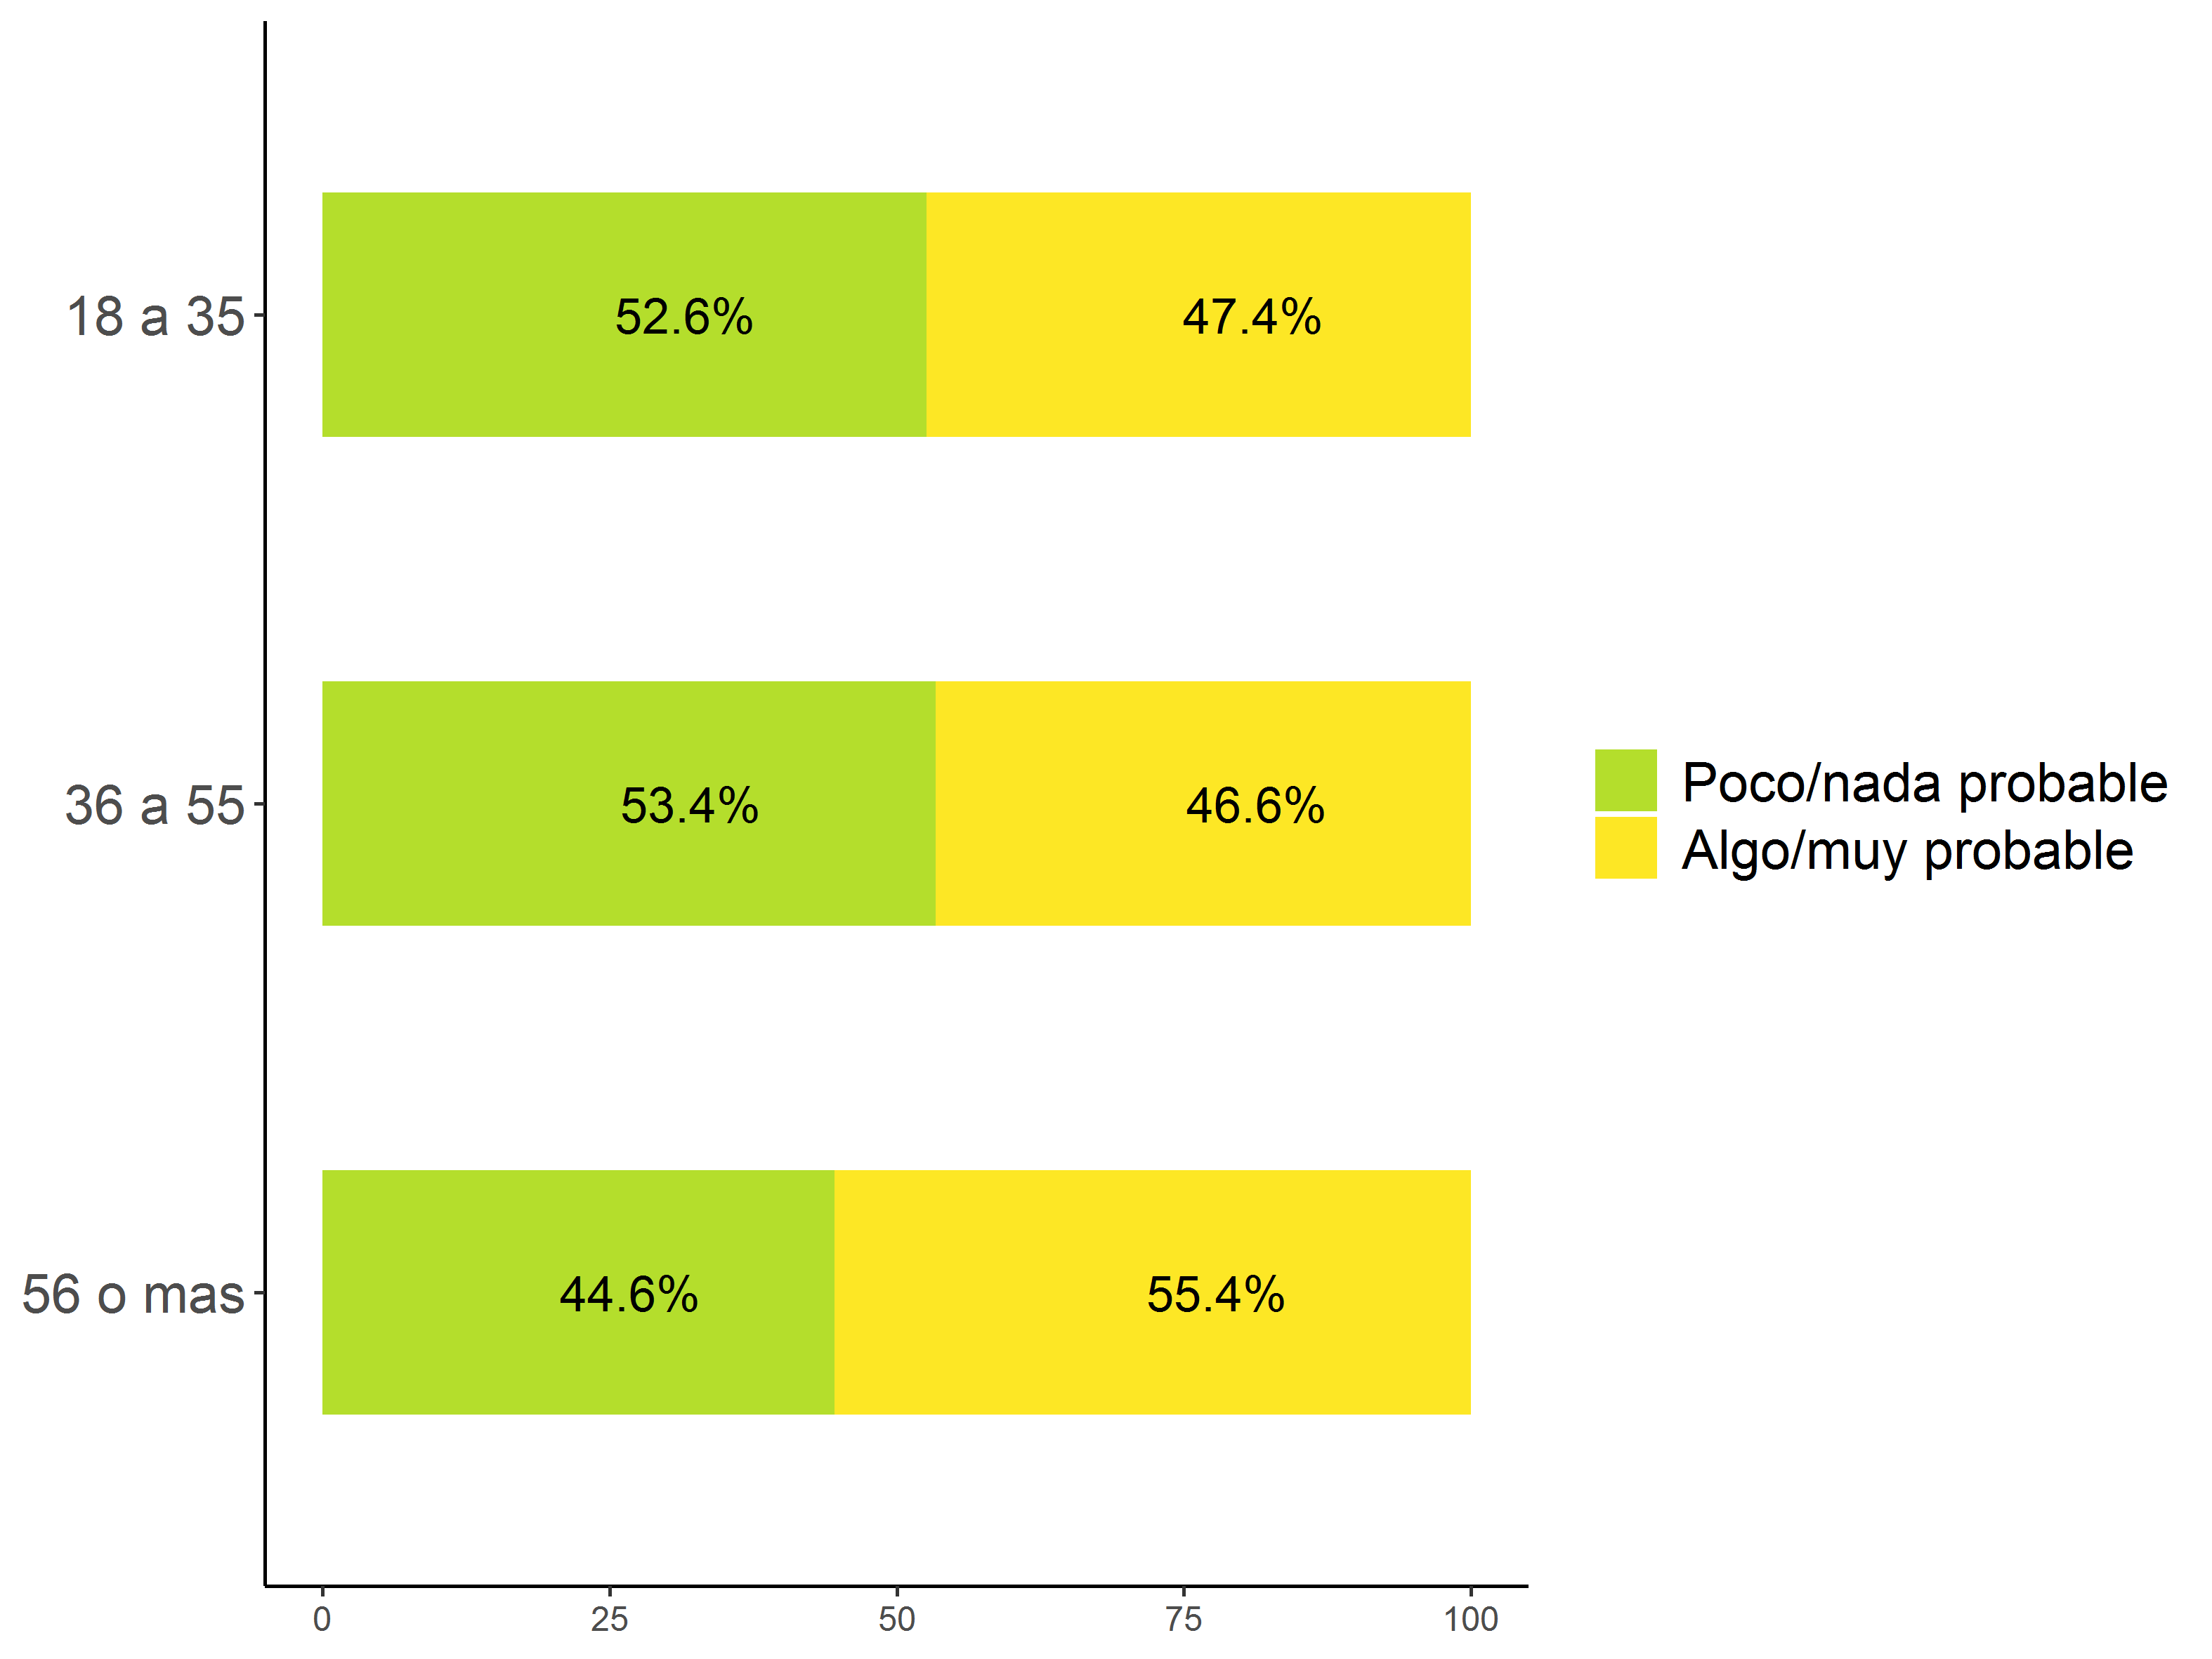 18 a 35
52.6%
47.4%
36 a 55
53.4%
46.6%
56 o mas
44.6%
55.4%
0
25
50
75
100
Poco/nada probable
Algo/muy probable